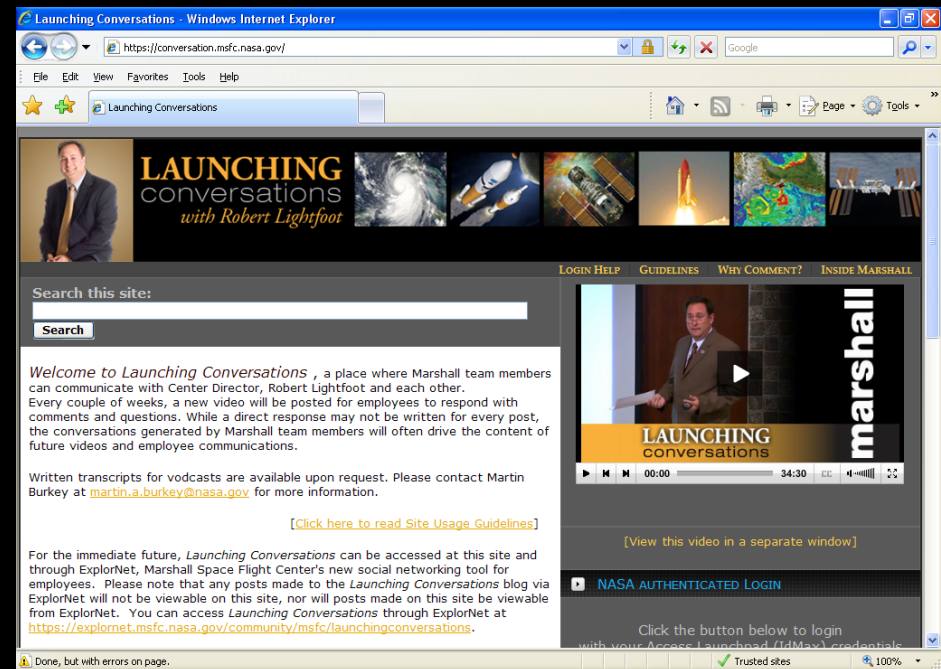 Launching Conversations - Windows Internet Explorer
https://conversation.msfc.nasa.gov/
Google
File Edit View Favorites Tools Help
Launching Conversations
Page Tools
»
LAUNCHING
conversations
with Robert Lightfoot
LOGIN HELP GUIDELINES WHY COMMENT? INSIDE MARSHALL
Search this site:
Search
Welcome to Launching Conversations , a place where Marshall team members
can communicate with Center Director, Robert Lightfoot and each other.
Every couple of weeks, a new video will be posted for employees to respond with
comments and questions. While a direct response may not be written for every post,
the conversations generated by Marshall team members will often drive the content of
future videos and employee communications.
Written transcripts for vodcasts are available upon request. Please contact Martin
Burkey at martin.a.burkey@nasa.gov for more information.
[Click here to read Site Usage Guidelines]
For the immediate future, Launching Conversations can be accessed at this site and
through ExplorNet, Marshall Space Flight Center's new social networking tool for
employees. Please note that any posts made to the Launching Conversations blog via
ExplorNet will not be viewable on this site, nor will posts made on this site be viewable
from ExplorNet. You can access Launching Conversations through ExplorNet at
https://explornet.msfc.nasa.gov/community/msfc/launchingconversations.
marshall
LAUNCHING
conversations
00:00 34:30 CC
[View this video in a separate window]
NASA AUTHENTICATED LOGIN
Click the button below to login
with your Access Launchpad (IdMax) credentials
Done, but with errors on page.
Trusted sites
100%